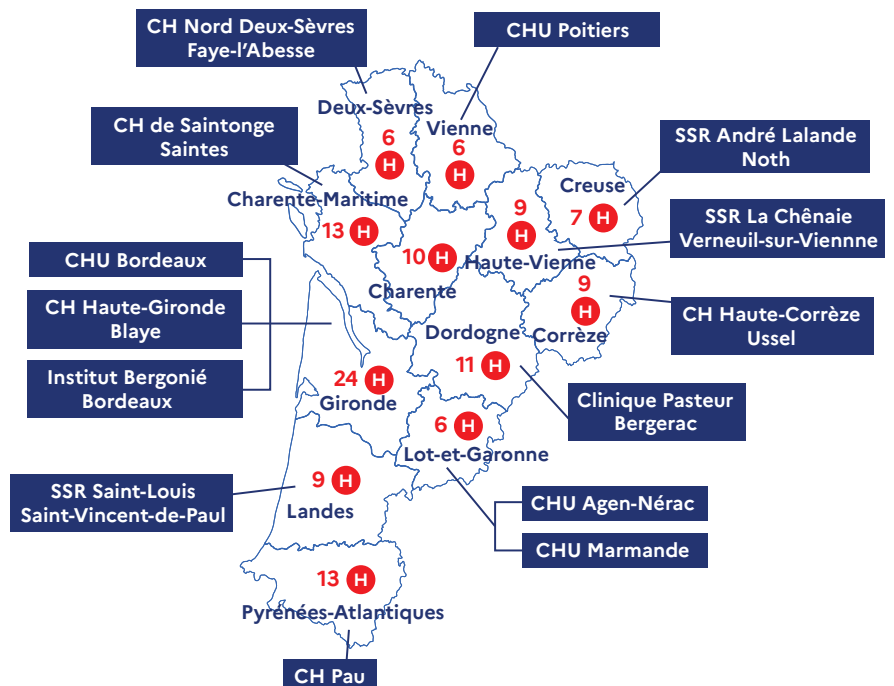 CH Nord Deux-Sèvres
Faye-l'Abesse
CHU Poitiers
Deux-Sèvres
6
H
Vienne
6
H
CH de Saintonge
Saintes
SSR André Lalande
Noth
Charente-Maritime
13 H
Creuse
7 H
9
H
Haute-Vienne
SSR La Chênaie
Verneuil-sur-Viennne
10 H
Charente
CHU Bordeaux
CH Haute-Gironde
Blaye
Institut Bergonié
Bordeaux
9
H
Corrèze
CH Haute-Corrèze
Ussel
Dordogne
11 H
24 H
Gironde
Clinique Pasteur
Bergerac
6 H
Lot-et-Garonne
SSR Saint-Louis
Saint-Vincent-de-Paul
9 H
Landes
CHU Agen-Nérac
CHU Marmande
13 H
Pyrénées-Atlantiques
CH Pau